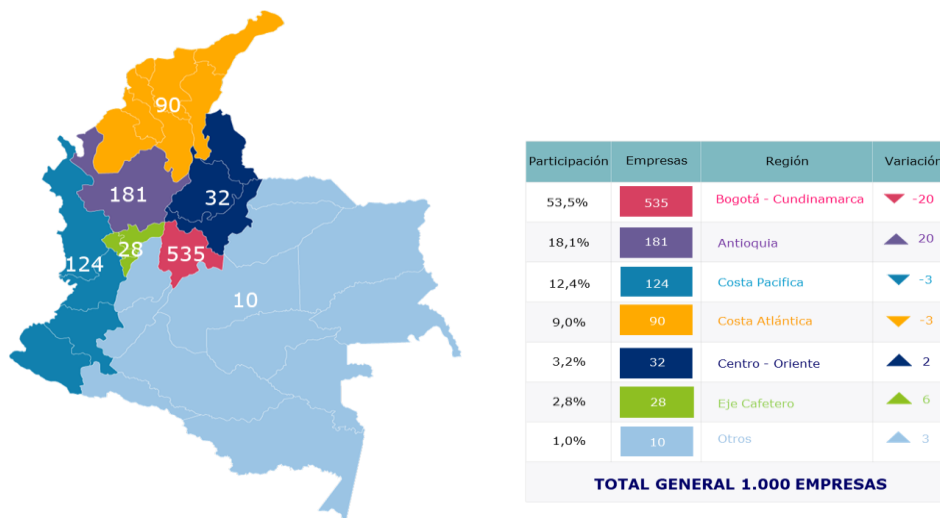 90
181
32
28
535
124
10
Participación Empresas Región Variación
53,5% 535 Bogotá - Cundinamarca -20
18,1% 181 Antioquia 20
12,4% 124 Costa Pacifica -3
9,0% 90 Costa Atlántica -3
3,2% 32 Centro - Oriente 2
2,8% 28 Eje Cafetero 6
1,0% 10 Otros 3
TOTAL GENERAL 1.000 EMPRESAS